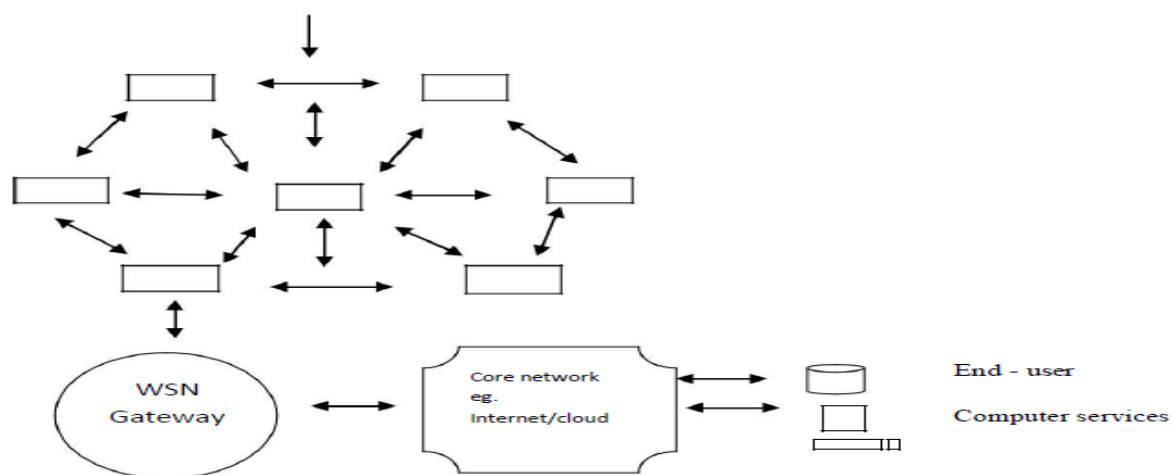 WSN
Gateway
Core network
eg.
Internet/cloud
End - user
Computer services